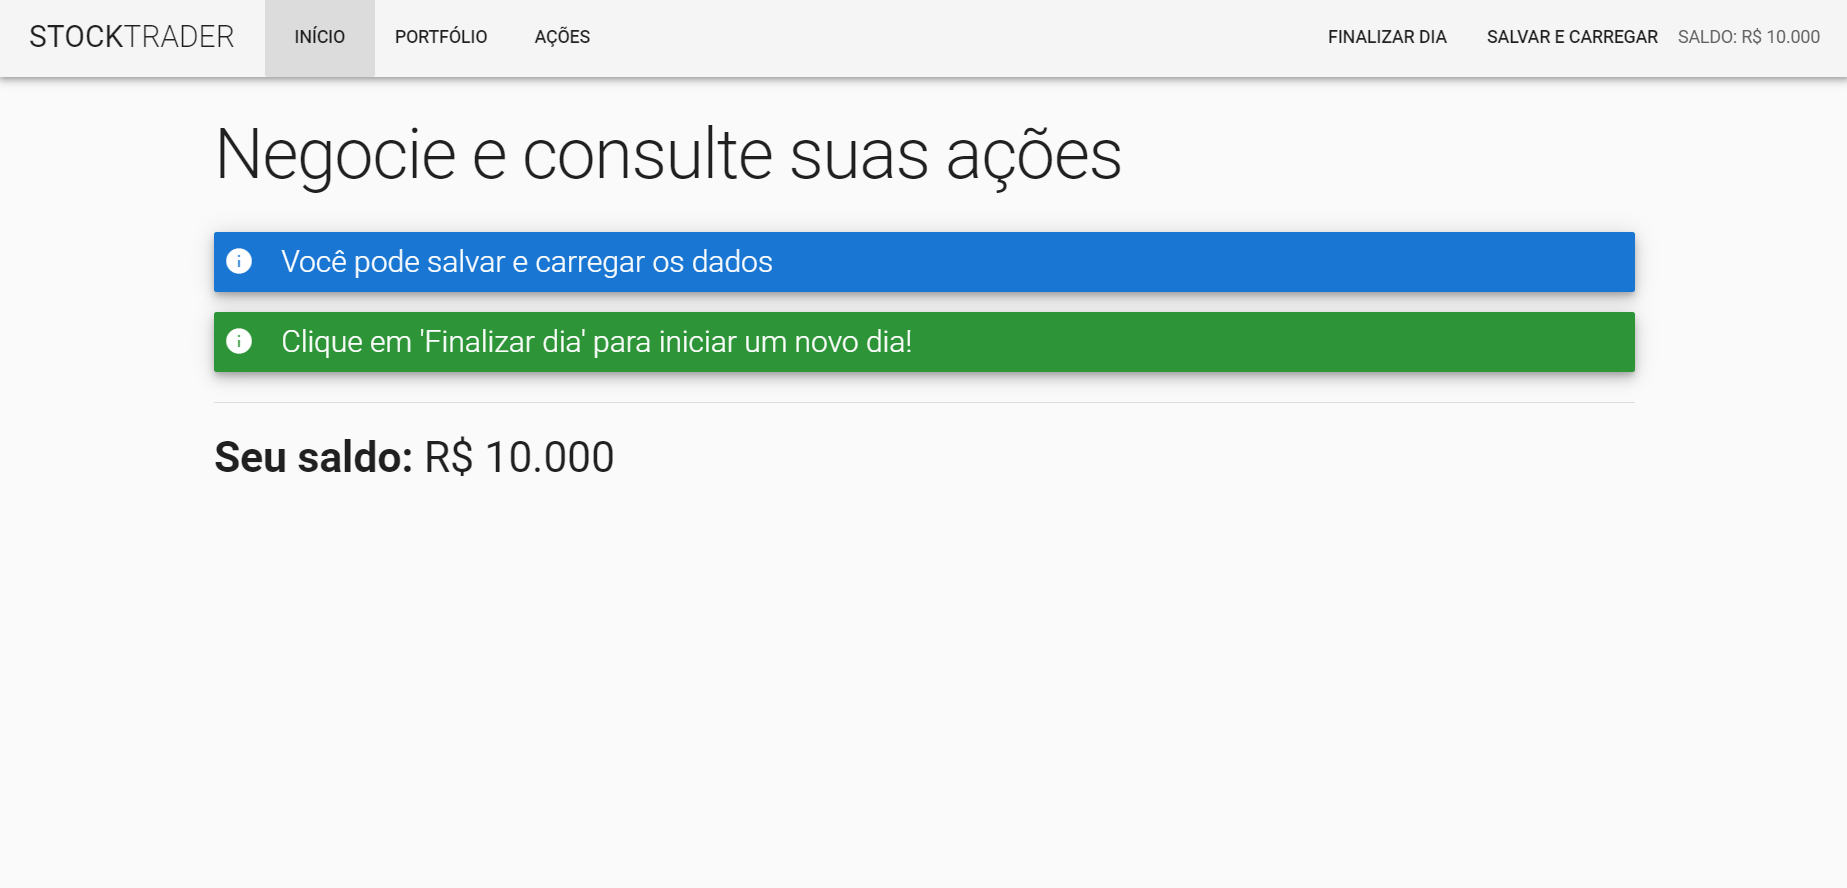 STOCKTRADER INÍCIO PORTFÓLIO AÇÕES FINALIZAR DIA SALVAR E CARREGAR SALDO: R$ 10.000
Negocie e consulte suas ações
Você pode salvar e carregar os dados
Clique em 'Finalizar dia' para iniciar um novo dia!
Seu saldo: R$ 10.000